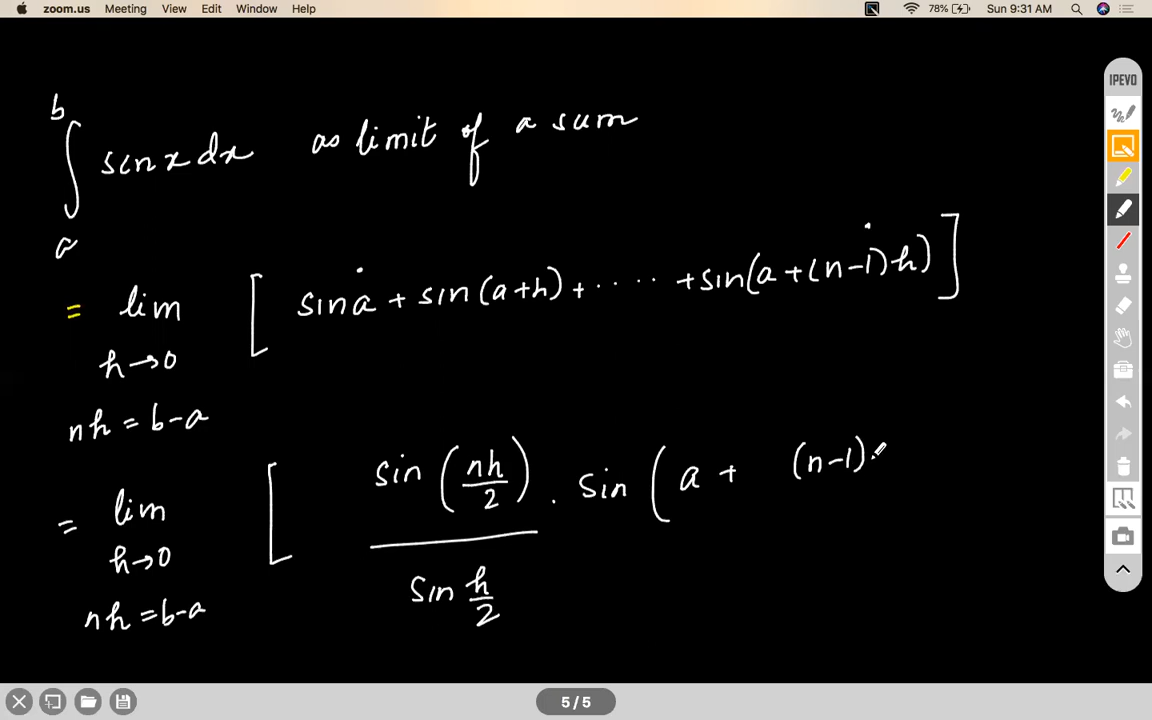 zoom.us Meeting View Edit Window Help 78% Sun 9:31 AM
IPEVO
∫_a^b sin x dx as limit of a sum
= lim [ sin a + sin (a+h) + ⋯⋯ + sin(a+(n-1)h) ]
h→0
nh = b-a
= lim [ sin (nh/2) / sin h/2 . sin ( a + (n-1)
h→0
nh = b-a
5 / 5